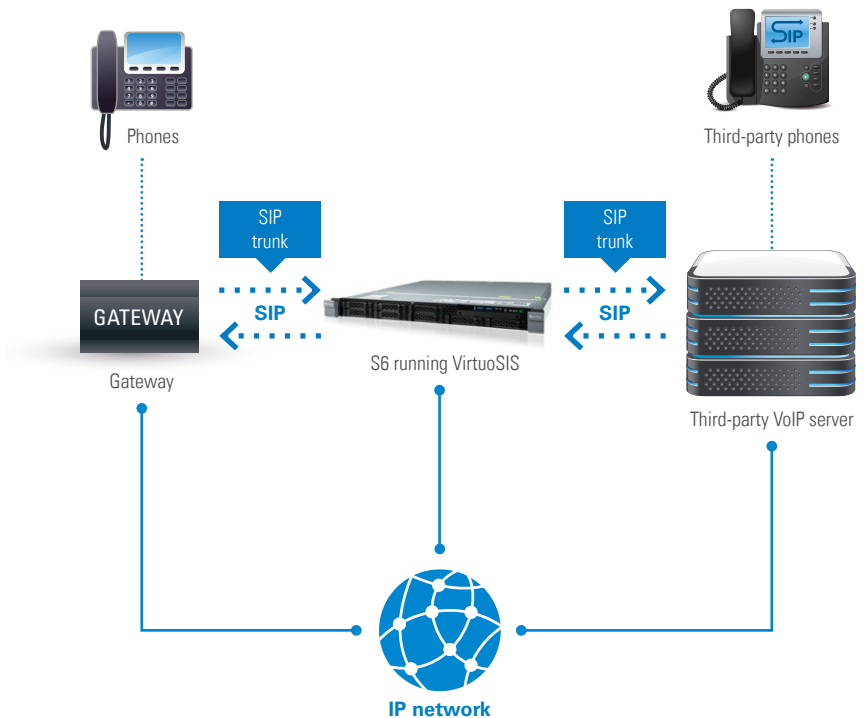 SIP
Phones
Third-party phones
SIP
trunk
SIP
trunk
GATEWAY
SIP
SIP
Gateway
S6 running VirtuoSIS
Third-party VoIP server
IP network